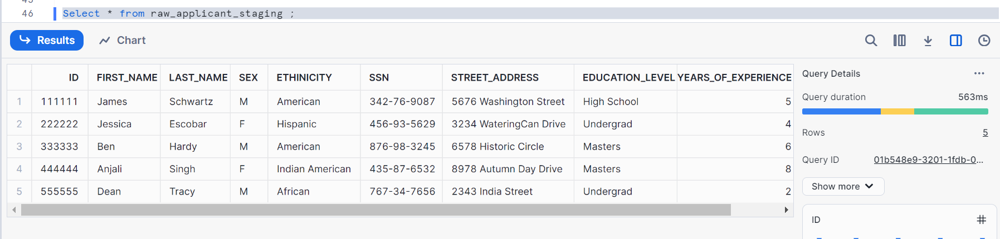 45
46 Select * from raw_applicant_staging ;
Results Chart
ID FIRST_NAME LAST_NAME SEX ETHINICITY SSN STREET_ADDRESS EDUCATION_LEVEL YEARS_OF_EXPERIENCE
1 111111 James Schwartz M American 342-76-9087 5676 Washington Street High School 5
2 222222 Jessica Escobar F Hispanic 456-93-5629 3234 WateringCan Drive Undergrad 4
3 333333 Ben Hardy M American 876-98-3245 6578 Historic Circle Masters 6
4 444444 Anjali Singh F Indian American 435-87-6532 8978 Autumn Day Drive Masters 8
5 555555 Dean Tracy M African 767-34-7656 2343 India Street Undergrad 2
Query Details ...
Query duration 563ms
Rows 5
Query ID 01b548e9-3201-1fdb-0...
Show more
ID #